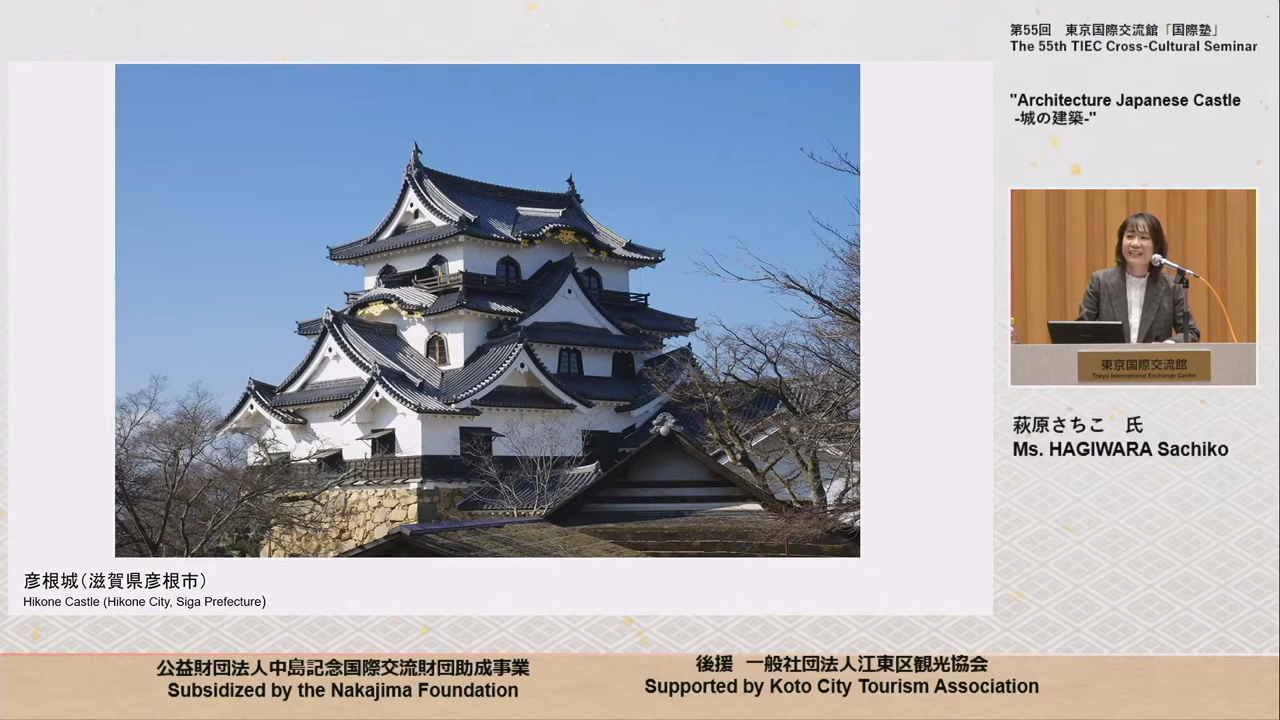 第55回　東京国際交流館「国際塾」
The 55th TIEC Cross-Cultural Seminar
"Architecture Japanese Castle
-城の建築-"
東京国際交流館
Tokyo International Exchange Center
萩原さちこ　氏
Ms. HAGIWARA Sachiko
彦根城（滋賀県彦根市）
Hikone Castle (Hikone City, Siga Prefecture)
公益財団法人中島記念国際交流財団助成事業
Subsidized by the Nakajima Foundation
後援　一般社団法人江東区観光協会
Supported by Koto City Tourism Association